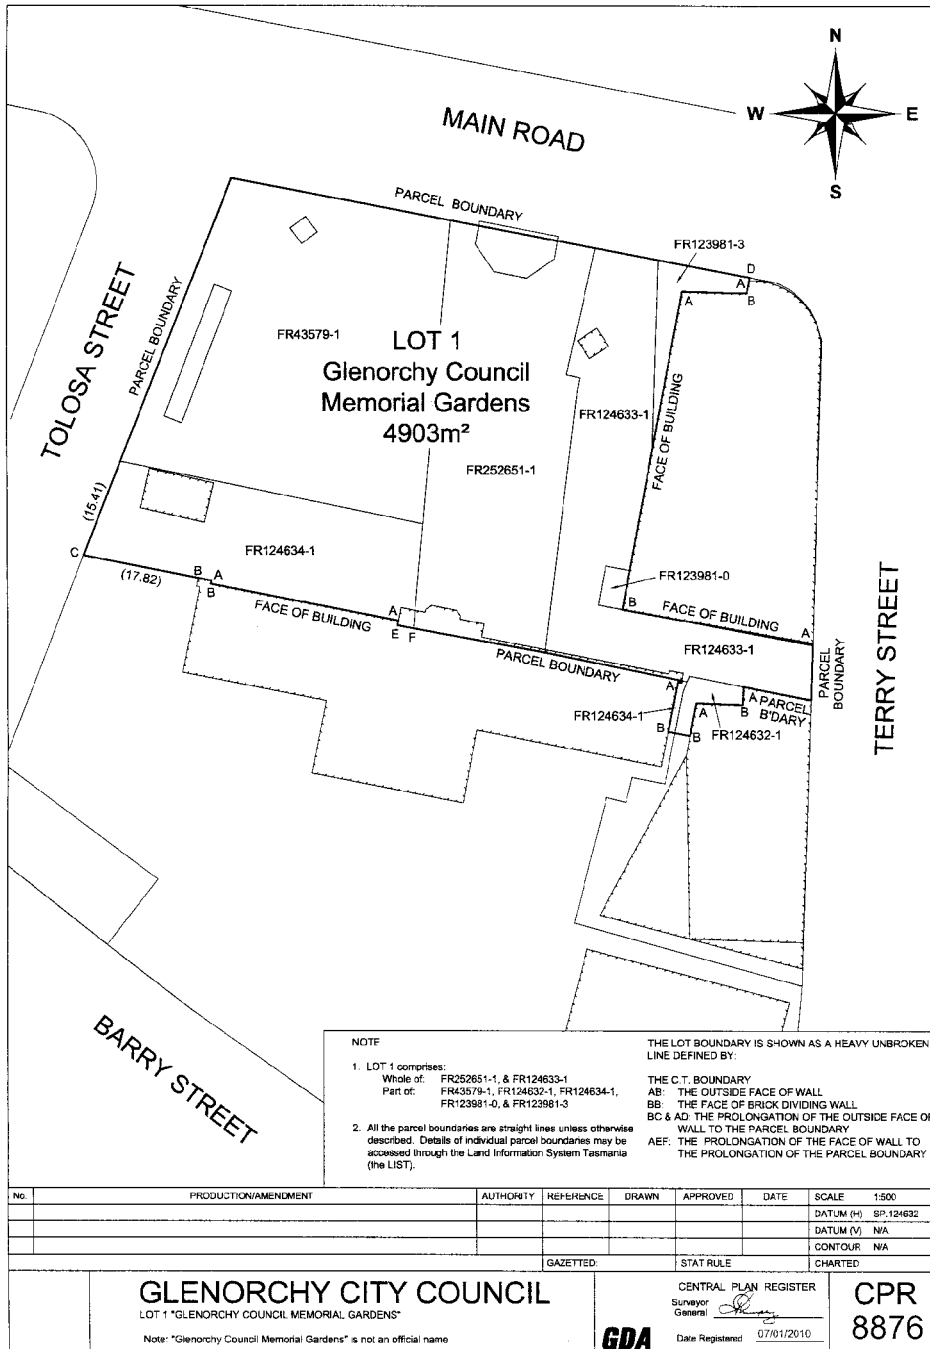 N
W
E
S
MAIN ROAD
PARCEL BOUNDARY
FR123981-3
D
A
A
B
TOLOSA STREET
PARCEL BOUNDARY
FR43579-1
LOT 1
Glenorchy Council
Memorial Gardens
4903m²
FR124633-1
FACE OF BUILDING
FR252651-1
(15.41)
C
(17.82)
FR124634-1
B
A
B
FACE OF BUILDING
A
E
F
FR123981-0
B
FACE OF BUILDING
A
FR124633-1
PARCEL BOUNDARY
PARCEL
BOUNDARY
TERRY STREET
A
FR124634-1
B
B
A
A
B
PARCEL
B'DARY
FR124632-1
BARRY STREET
NOTE
1. LOT 1 comprises:
Whole of: FR252651-1, & FR124633-1
Part of: FR43579-1, FR124632-1, FR124634-1,
FR123981-0, & FR123981-3
2. All the parcel boundaries are straight lines unless otherwise
described. Details of individual parcel boundaries may be
accessed through the Land Information System Tasmania
(the LIST).
THE LOT BOUNDARY IS SHOWN AS A HEAVY UNBROKEN
LINE DEFINED BY:
THE C.T. BOUNDARY
AB: THE OUTSIDE FACE OF WALL
BB: THE FACE OF BRICK DIVIDING WALL
BC & AD: THE PROLONGATION OF THE OUTSIDE FACE OF
WALL TO THE PARCEL BOUNDARY
AEF: THE PROLONGATION OF THE FACE OF WALL TO
THE PROLONGATION OF THE PARCEL BOUNDARY
No. PRODUCTION/AMENDMENT AUTHORITY REFERENCE DRAWN APPROVED DATE SCALE 1:500
DATUM (H) SP.124632
DATUM (V) N/A
CONTOUR N/A
GAZETTED: STAT RULE CHARTED
GLENORCHY CITY COUNCIL
LOT 1 "GLENORCHY COUNCIL MEMORIAL GARDENS"
Note: "Glenorchy Council Memorial Gardens" is not an official name
GDA
CENTRAL PLAN REGISTER
Surveyor
General
Date Registered 07/01/2010
CPR
8876